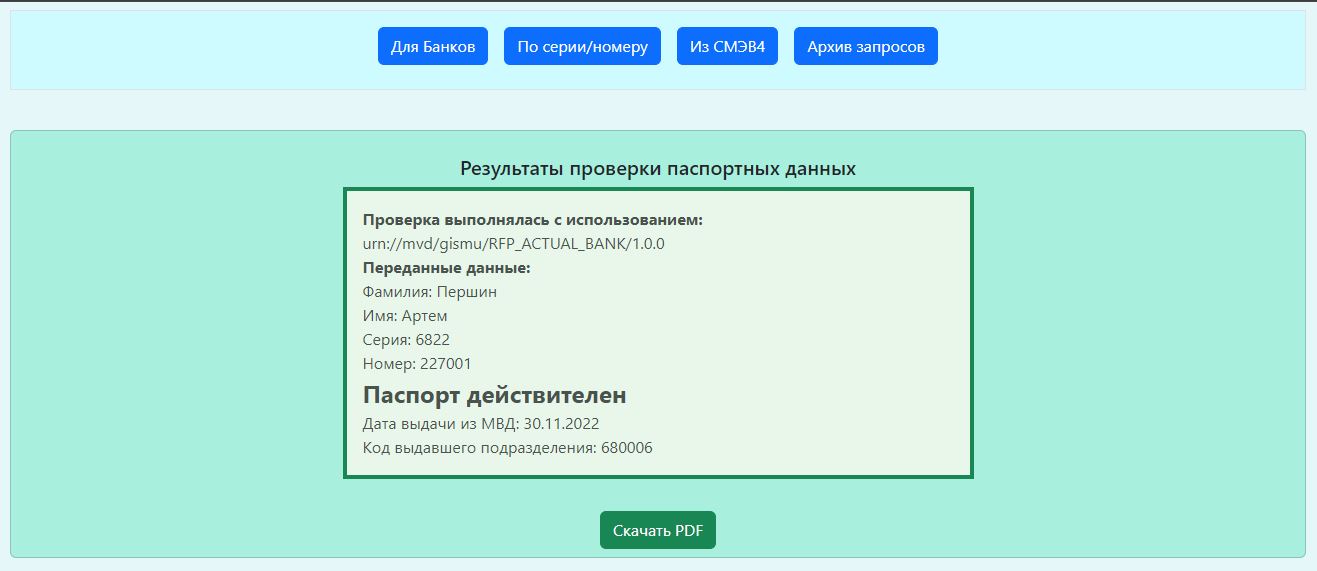 Для Банков По серии/номеру Из СМЭВ4 Архив запросов
Результаты проверки паспортных данных
Проверка выполнялась с использованием:
urn://mvd/gismu/RFP_ACTUAL_BANK/1.0.0
Переданные данные:
Фамилия: Першин
Имя: Артем
Серия: 6822
Номер: 227001
Паспорт действителен
Дата выдачи из МВД: 30.11.2022
Код выдавшего подразделения: 680006
Скачать PDF